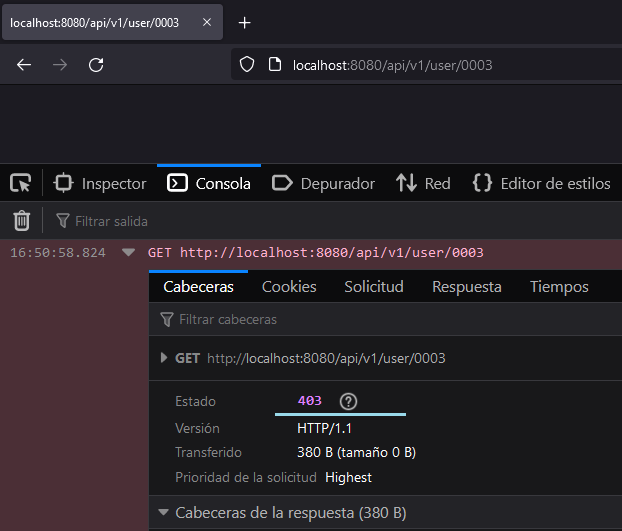 localhost:8080/api/v1/user/0003
localhost:8080/api/v1/user/0003
Inspector Consola Depurador Red Editor de estilos
Filtrar salida
16:50:58.824 GET http://localhost:8080/api/v1/user/0003
Cabeceras Cookies Solicitud Respuesta Tiempos
Filtrar cabeceras
GET http://localhost:8080/api/v1/user/0003
Estado 403
Versión HTTP/1.1
Transferido 380 B (tamaño 0 B)
Prioridad de la solicitud Highest
Cabeceras de la respuesta (380 B)